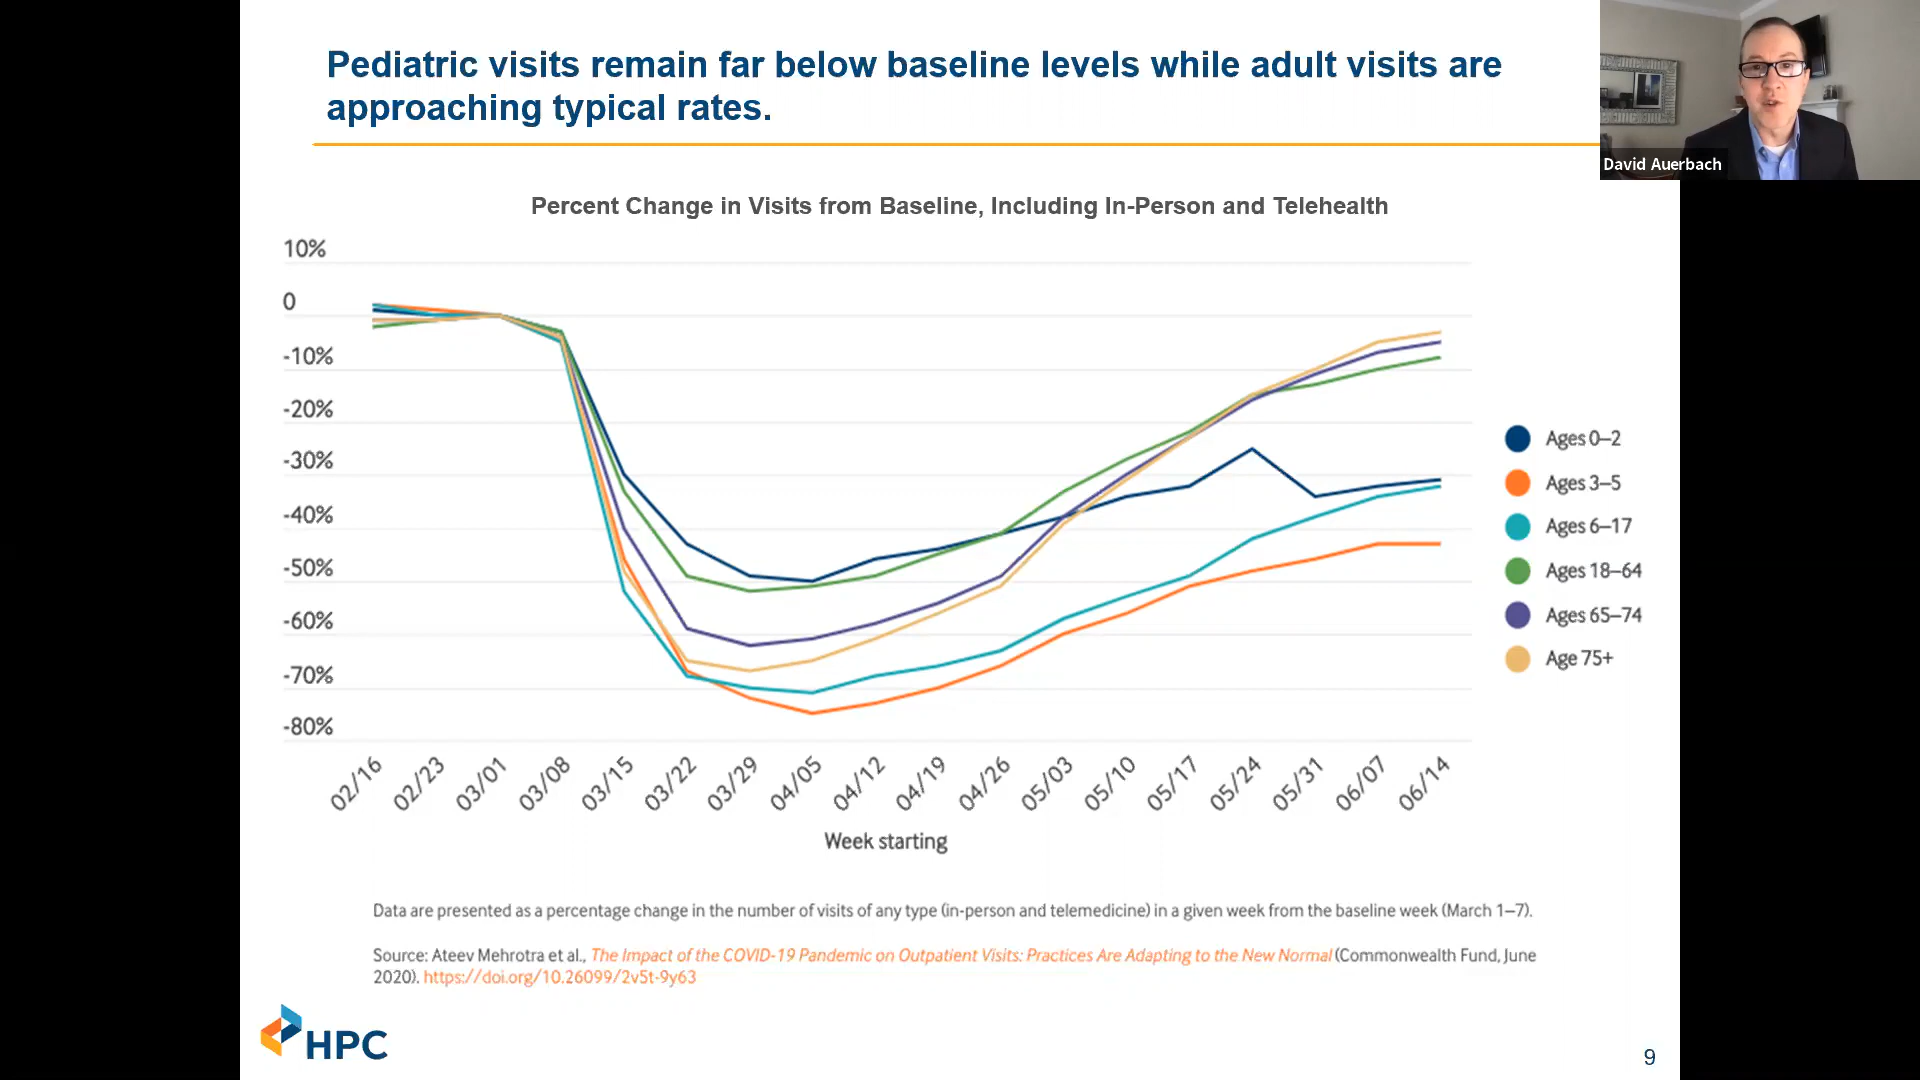 Pediatric visits remain far below baseline levels while adult visits are
approaching typical rates.
David Auerbach
Percent Change in Visits from Baseline, Including In-Person and Telehealth
10%
0
-10%
-20%
-30%
-40%
-50%
-60%
-70%
-80%
02/16
02/23
03/01
03/08
03/15
03/22
03/29
04/05
04/12
04/19
04/26
05/03
05/10
05/17
05/24
05/31
06/07
06/14
Week starting
Ages 0–2
Ages 3–5
Ages 6–17
Ages 18–64
Ages 65–74
Age 75+
Data are presented as a percentage change in the number of visits of any type (in-person and telemedicine) in a given week from the baseline week (March 1–7).
Source: Ateev Mehrotra et al., The Impact of the COVID-19 Pandemic on Outpatient Visits: Practices Are Adapting to the New Normal (Commonwealth Fund, June
2020). https://doi.org/10.26099/2v5t-9y63
HPC
9